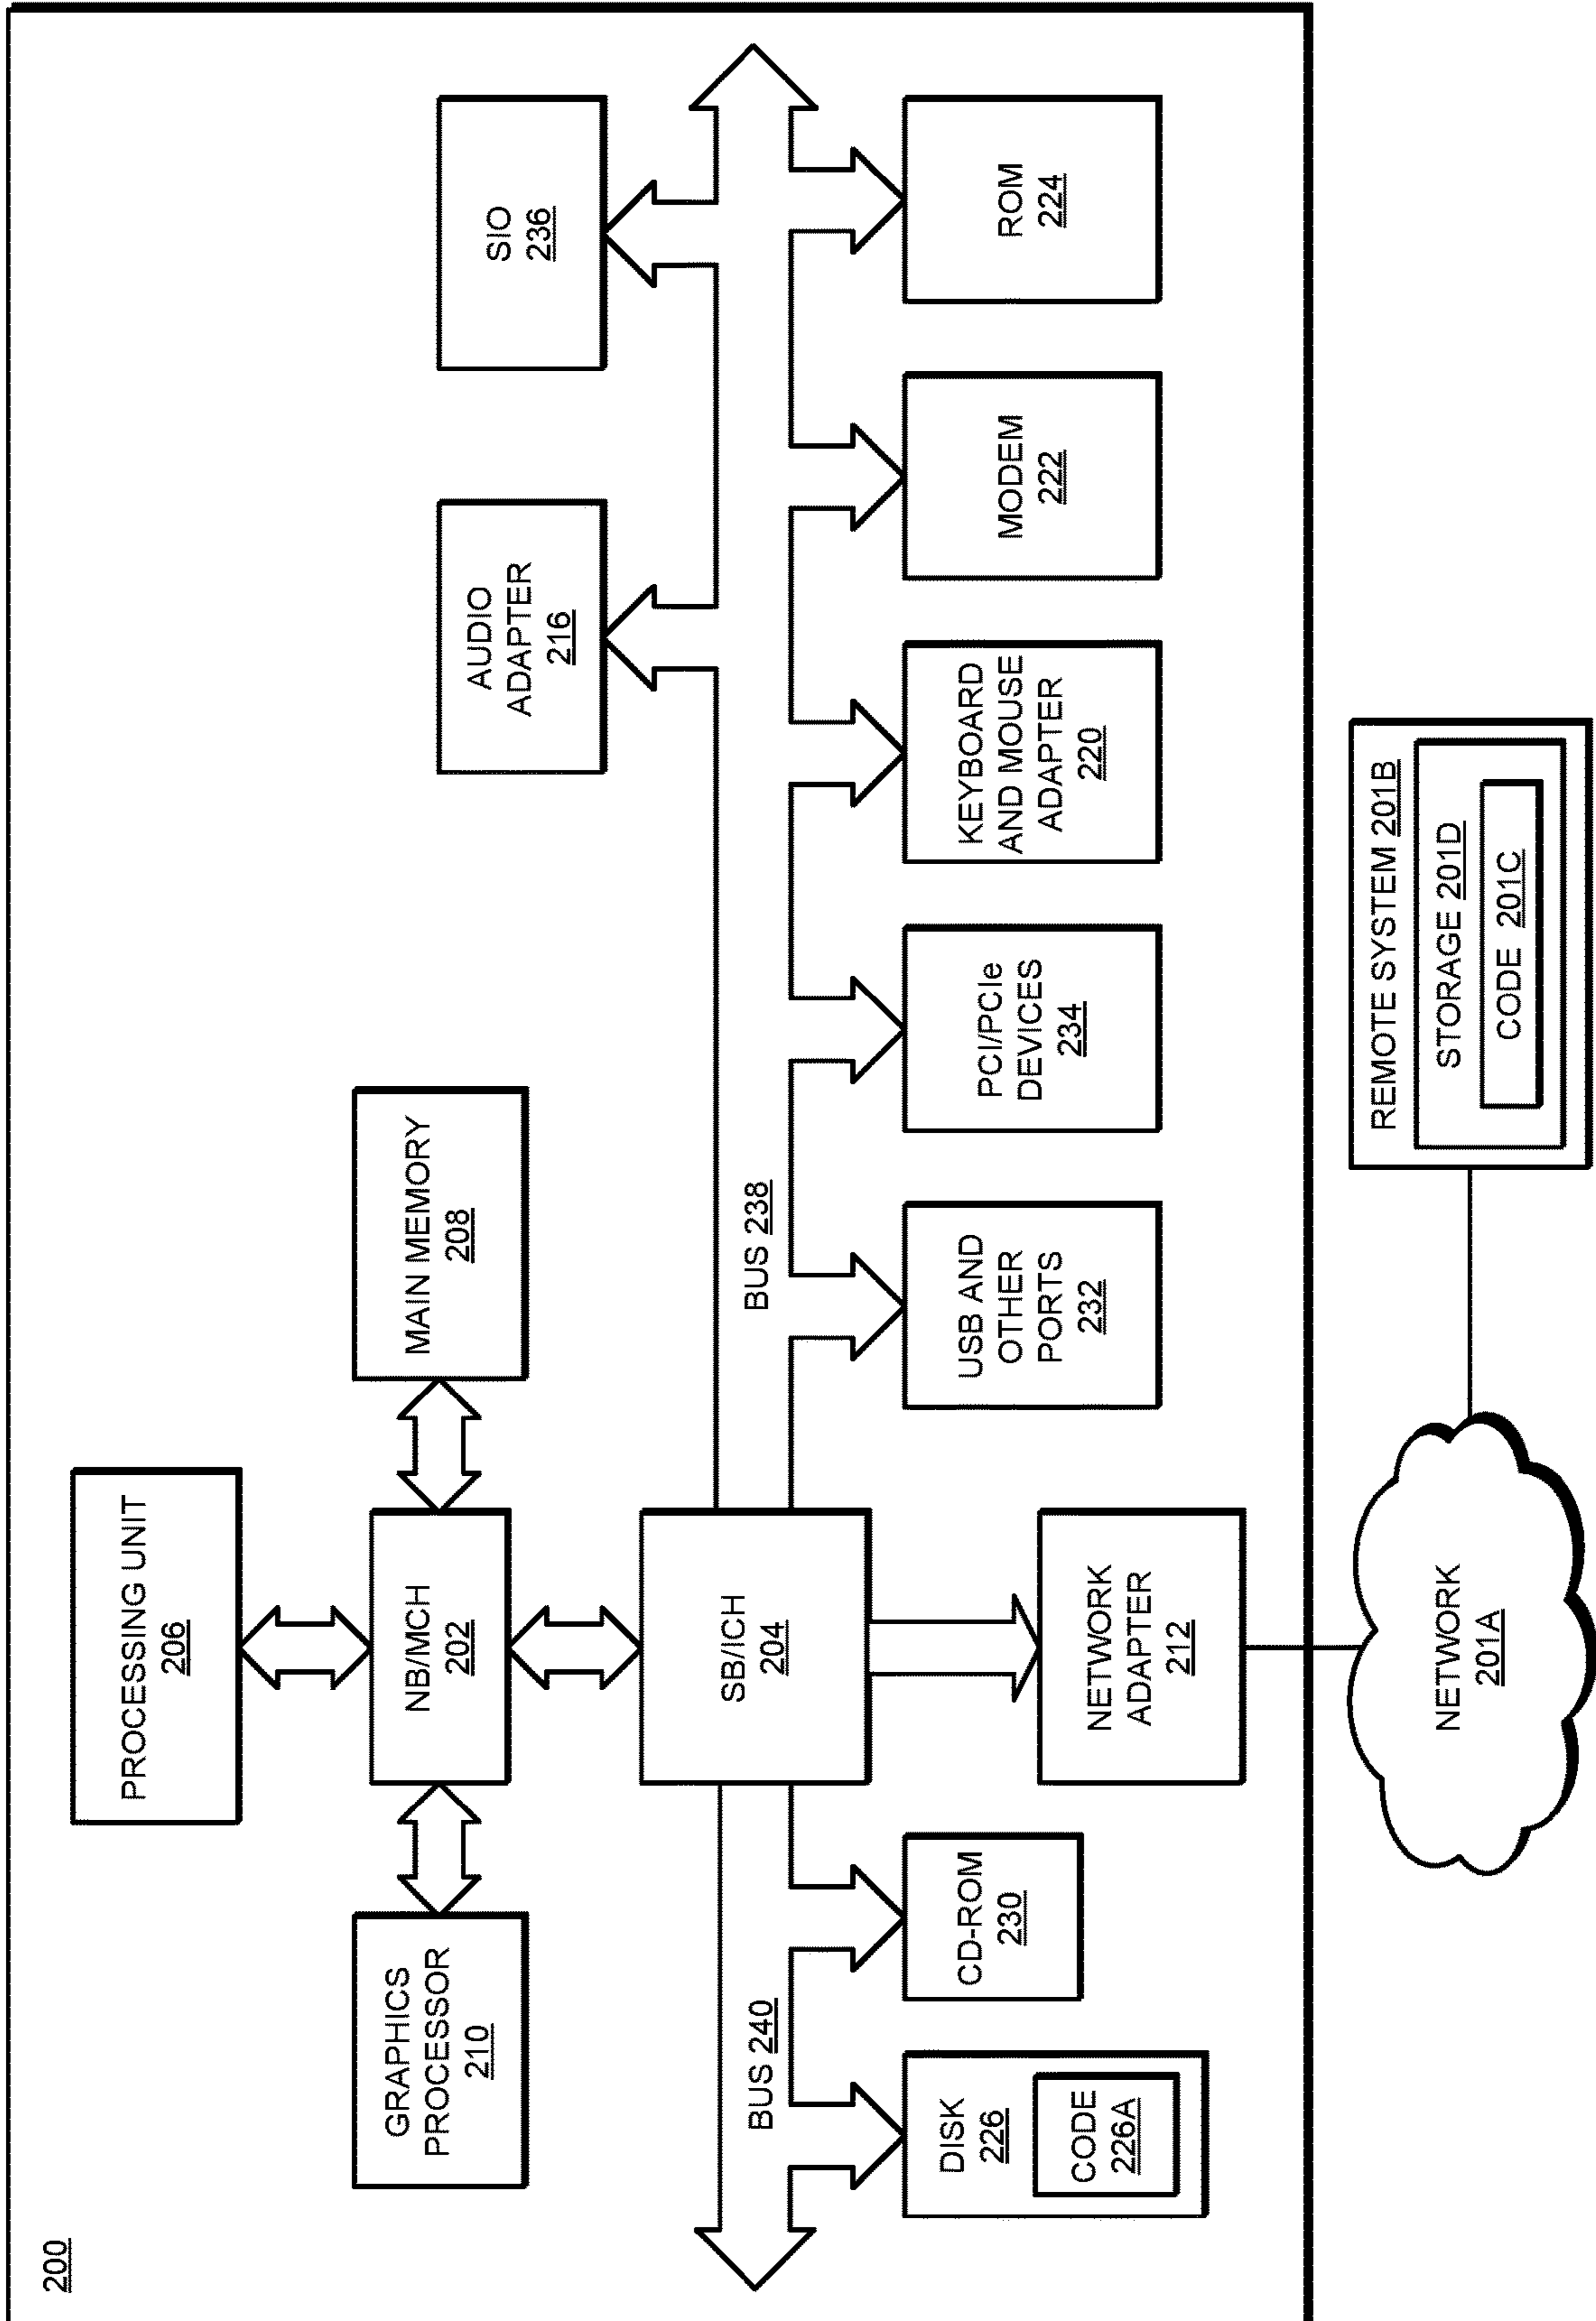 200
PROCESSING UNIT
206
GRAPHICS
PROCESSOR
210
NB/MCH
202
MAIN MEMORY
208
AUDIO
ADAPTER
216
SIO
236
SB/ICH
204
BUS 240
BUS 238
DISK
226
CODE
226A
CD-ROM
230
USB AND
OTHER
PORTS
232
PCI/PCIe
DEVICES
234
KEYBOARD
AND MOUSE
ADAPTER
220
MODEM
222
ROM
224
NETWORK
ADAPTER
212
NETWORK
201A
REMOTE SYSTEM 201B
STORAGE 201D
CODE 201C